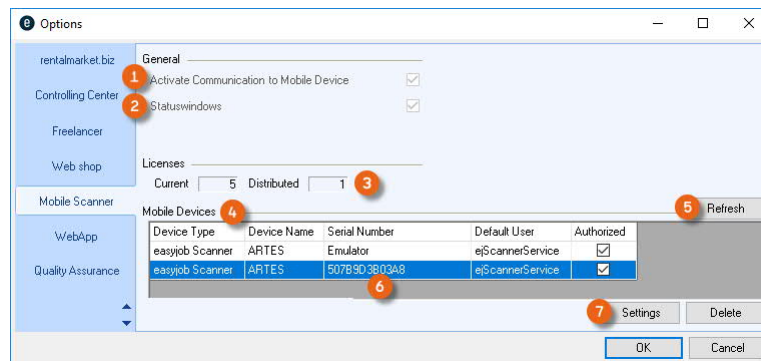 e Options
rentalmarket.biz
Controlling Center
Freelancer
Web shop
Mobile Scanner
WebApp
Quality Assurance
General
1 Activate Communication to Mobile Device
2 Statuswindows
Licenses
Current 5 Distributed 1 3
Mobile Devices 4
5 Refresh
Device Type Device Name Serial Number Default User Authorized
easyjob Scanner ARTES Emulator ejScannerService
easyjob Scanner ARTES 507B9D3B03A8 ejScannerService
6
7 Settings Delete
OK Cancel